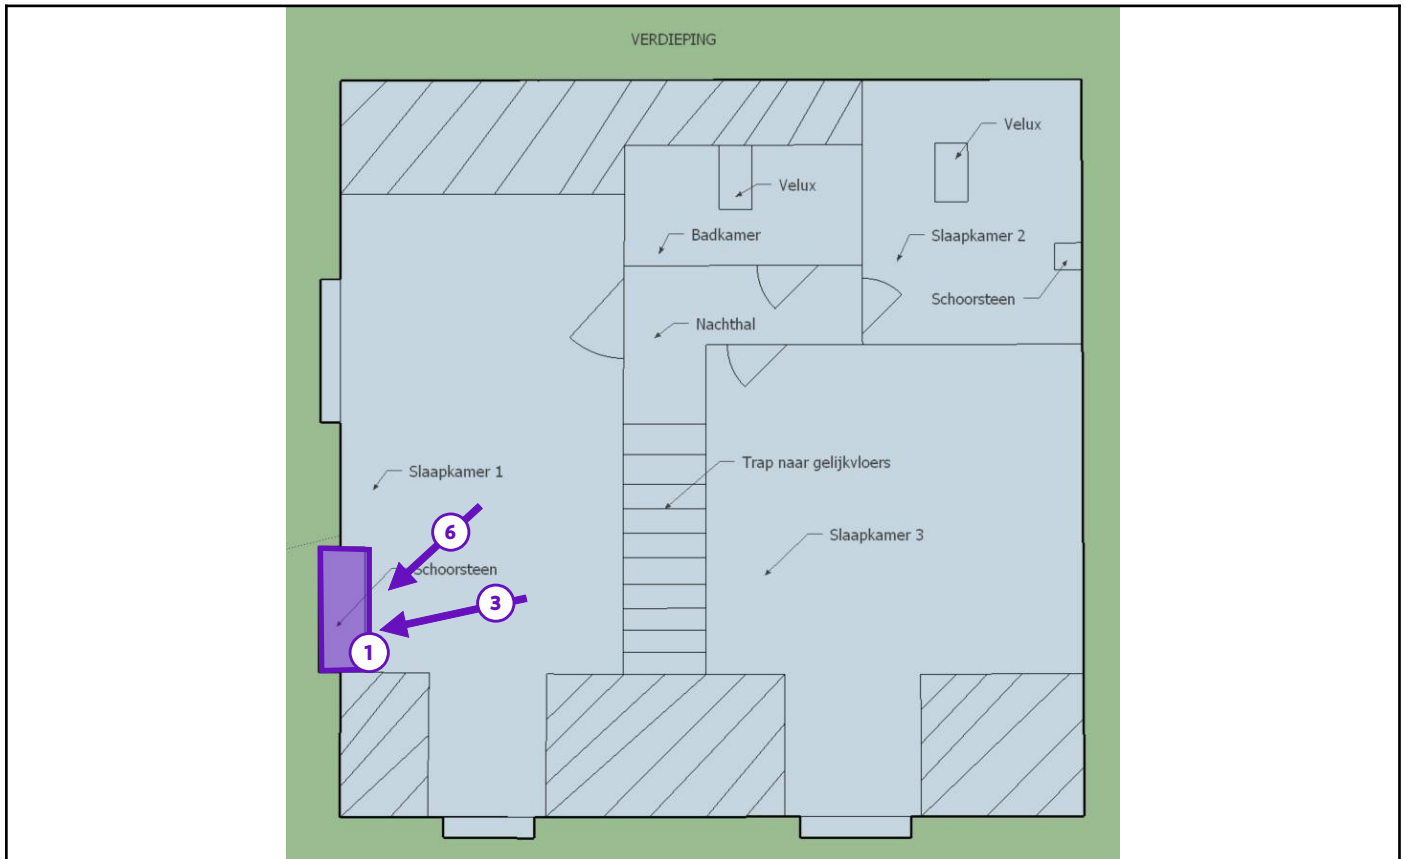 VERDIEPING
Velux
Velux
Badkamer
Slaapkamer 2
Schoorsteen
Nachthal
Trap naar gelijkvloers
Slaapkamer 1
6
Slaapkamer 3
Schoorsteen
3
1